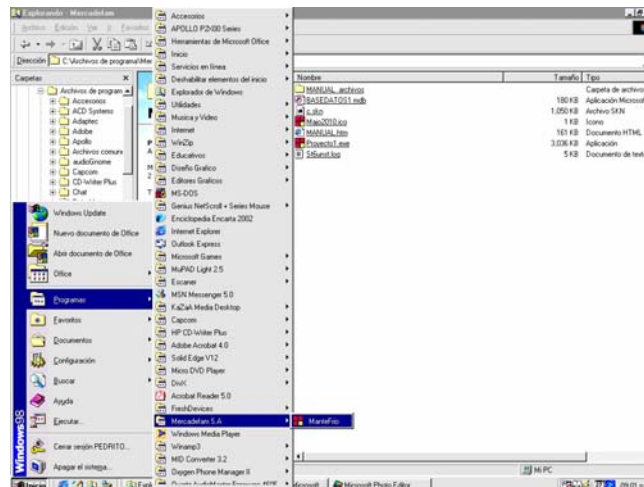 Explorando - Mercadefam
Archivo Edición Ver Ir Favoritos
Dirección C:\Archivos de programa\Mer
Carpetas
Archivos de program
Accesorios
ACD Systems
Adaptec
Adobe
Apollo
Archivos comune
audioGnome
Capcom
CD-Writer Plus
Chat
Nombre Tamaño Tipo
MANUAL_archivos Carpeta de archivos
BASEDATOS1.mdb 180 KB Aplicación Microsof
c.skn 1,050 KB Archivo SKN
Majo2010.ico 1 KB Icono
MANUAL.htm 161 KB Documento HTML
Proyecto1.exe 3,036 KB Aplicación
St6unst.log 5 KB Documento de text
Accesorios
APOLLO P2X00 Series
Herramientas de Microsoft Office
Inicio
Servicios en línea
Deshabilitar elementos del inicio
Explorador de Windows
Utilidades
Musica y Video
Internet
WinZip
Educativos
Diseño Grafico
Editores Graficos
MS-DOS
Genius NetScroll + Series Mouse
Enciclopedia Encarta 2002
Internet Explorer
Outlook Express
Microsoft Games
MuPAD Light 2.5
Escaner
MSN Messenger 5.0
KaZaA Media Desktop
Capcom
HP CD-Writer Plus
Adobe Acrobat 4.0
Solid Edge V12
Micro DVD Player
DivX
Acrobat Reader 5.0
FreshDevices
Mercadefam S.A
Windows Media Player
Winamp3
MID Converter 3.2
Oxygen Phone Manager II
ManteFrio
Windows Update
Nuevo documento de Office
Abrir documento de Office
Office
Programas
Favoritos
Documentos
Configuración
Buscar
Ayuda
Ejecutar...
Cerrar sesión PEDRITO...
Apagar el sistema...
Windows98
Mi PC
Inicio
Microsoft Photo Editor